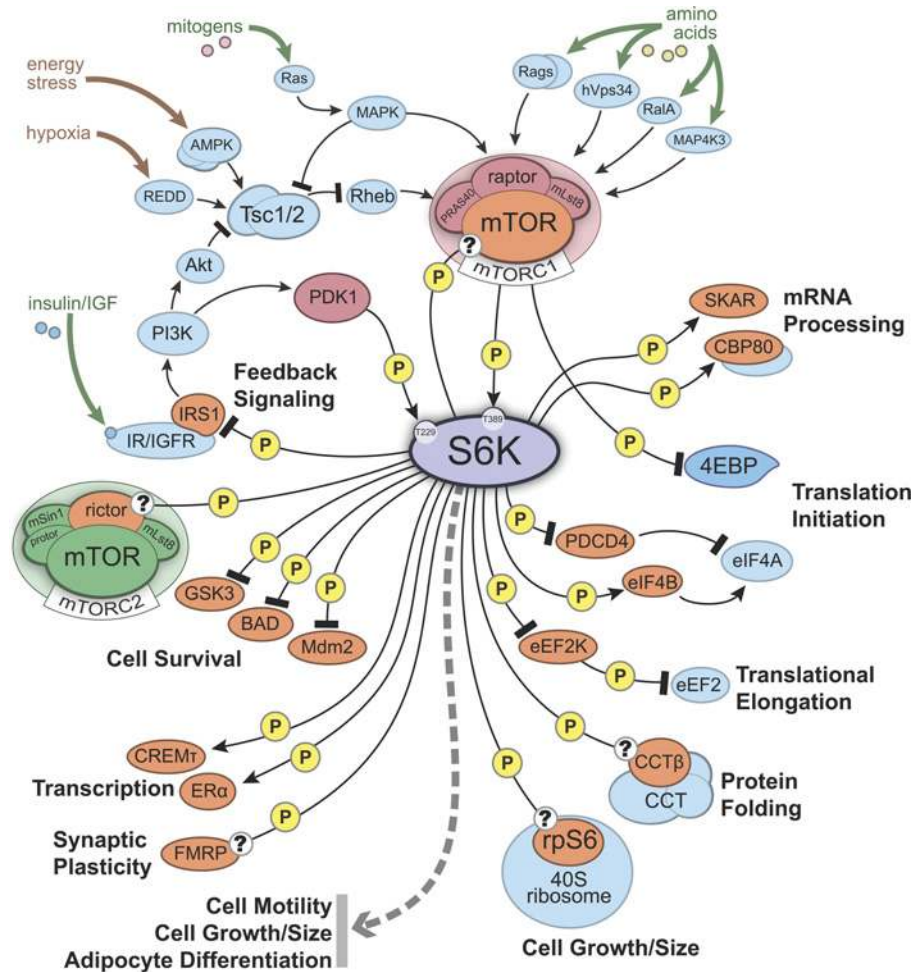 mitogens
amino
acids
energy
stress
Ras
Rags
hVps34
MAPK
RalA
hypoxia
AMPK
MAP4K3
raptor
REDD
Rheb
PRAS40
mLst8
Tsc1/2
mTOR
?
Akt
P
mTORC1
insulin/IGF
PDK1
SKAR
mRNA
Processing
PI3K
P
CBP80
P
P
P
Feedback
Signaling
IRS1
T229
T389
IR/IGFR
P
S6K
P
4EBP
rictor
?
P
Translation
Initiation
mSin1
protor
mLst8
P
mTOR
P
PDCD4
eIF4A
P
P
eIF4B
mTORC2
GSK3
P
P
BAD
Mdm2
P
eEF2K
Cell Survival
P
eEF2
Translational
Elongation
P
P
?
CREMτ
P
P
CCTβ
Transcription
ERα
CCT
Protein
Folding
P
?
Synaptic
Plasticity
FMRP
?
rpS6
40S
ribosome
Cell Motility
Cell Growth/Size
Adipocyte Differentiation
Cell Growth/Size